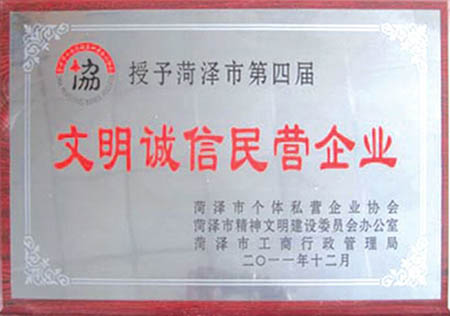 協
授予菏泽市第四届
文明诚信民营企业
菏泽市个体私营企业协会
菏泽市精神文明建设委员会办公室
菏泽市工商行政管理局
二〇一一年十二月